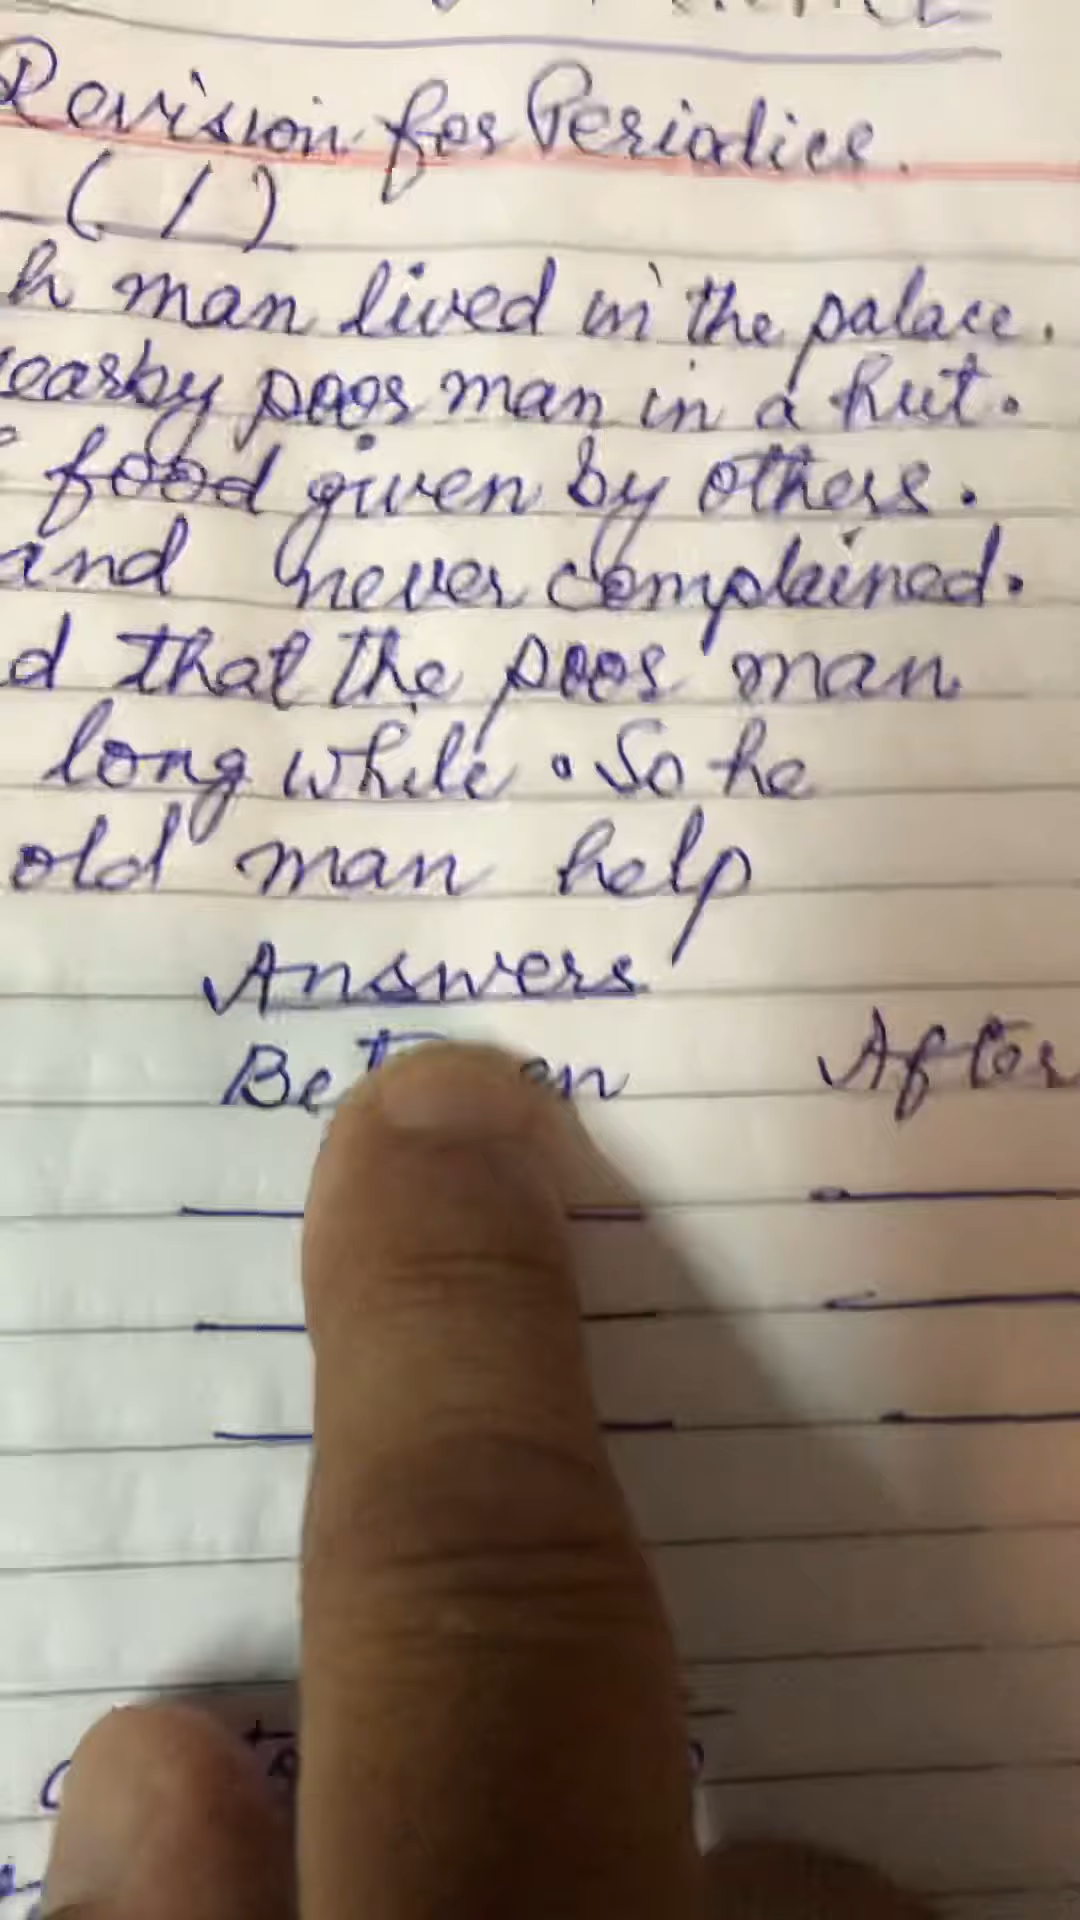 Revision for Periodics.
(1)
h man lived in the palace.
earby poor man in a hut.
food given by others.
and never complained.
d that the poor man
long while. So he
old man help
Answers
After